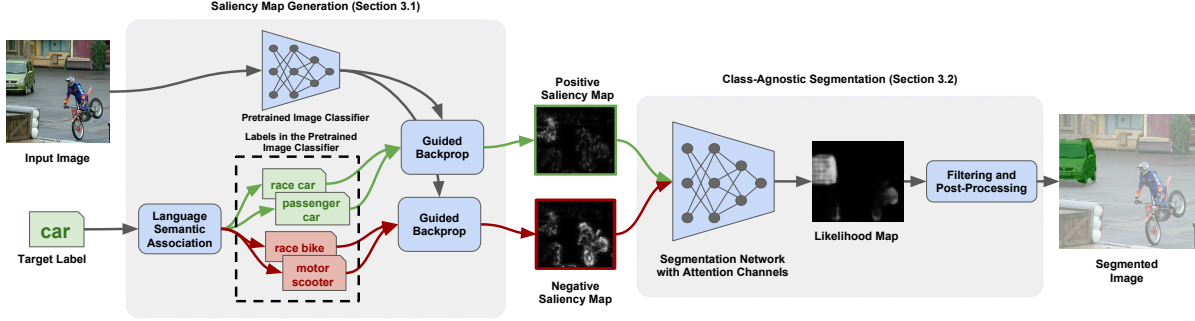 Saliency Map Generation (Section 3.1)
Input Image
Pretrained Image Classifier
Labels in the Pretrained
Image Classifier
race car
passenger
car
race bike
motor
scooter
car
Target Label
Language
Semantic
Association
Guided
Backprop
Guided
Backprop
Positive
Saliency Map
Negative
Saliency Map
Class-Agnostic Segmentation (Section 3.2)
Segmentation Network
with Attention Channels
Likelihood Map
Filtering and
Post-Processing
Segmented
Image